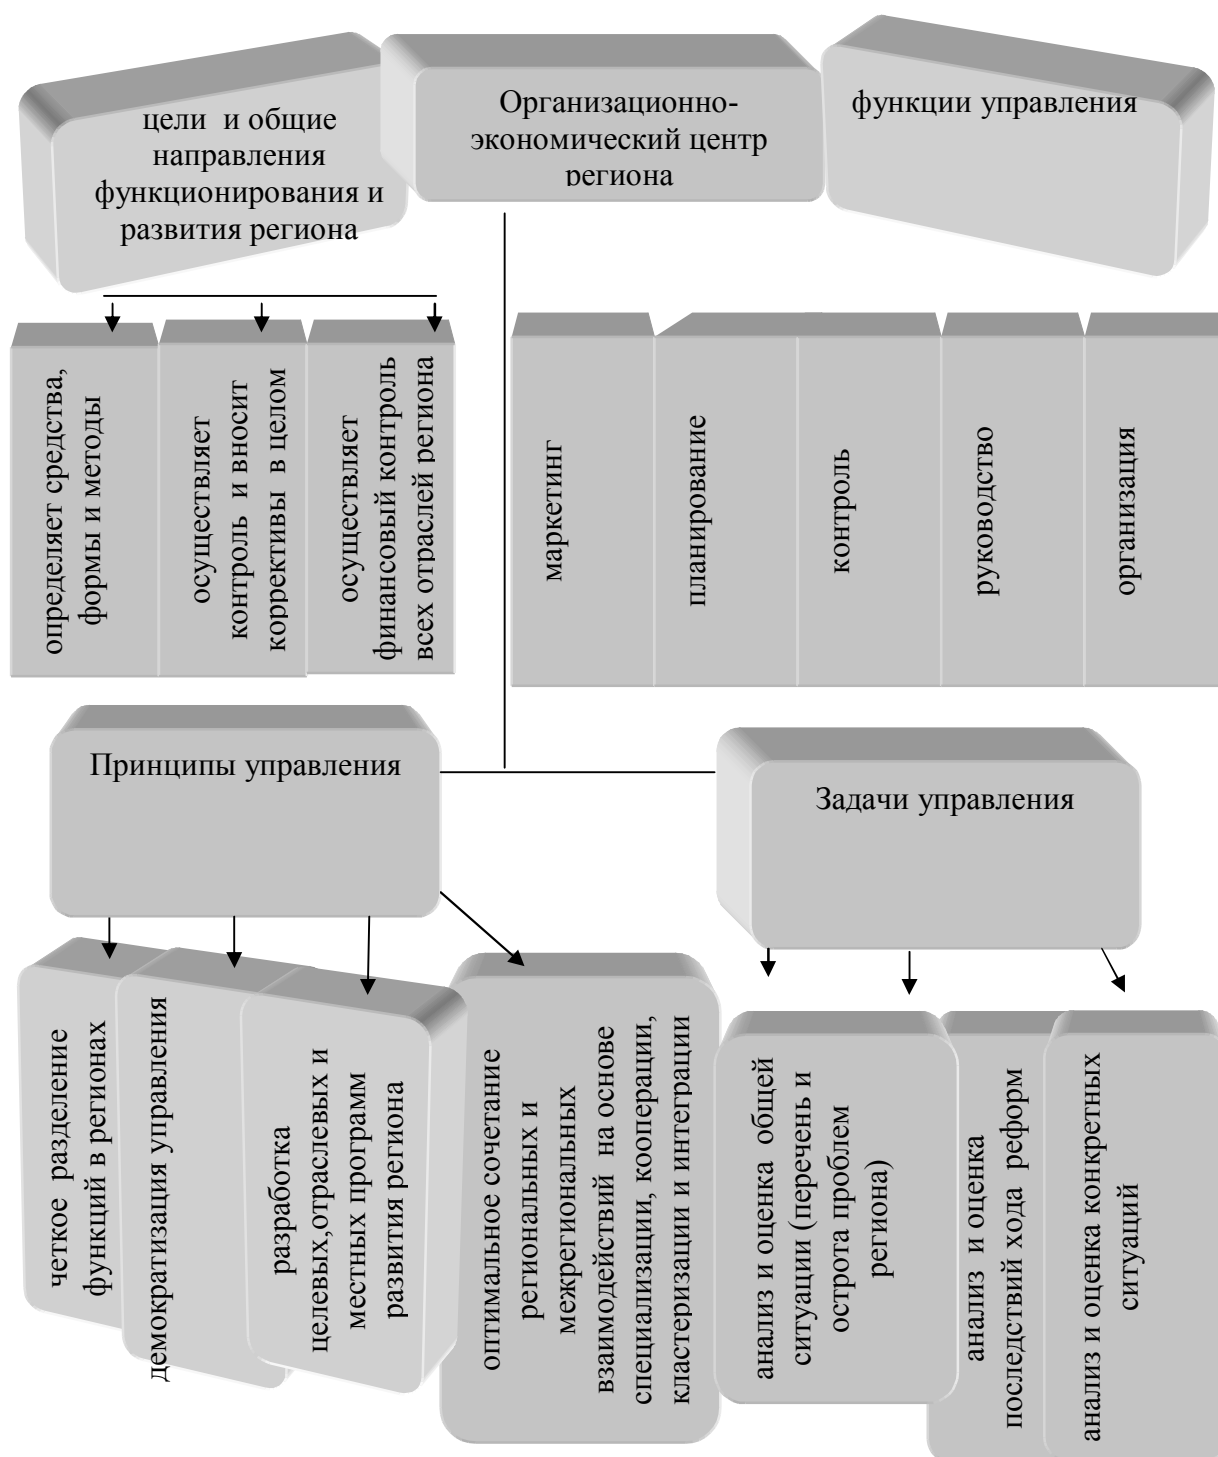 цели и общие
направления
функционирования и
развития региона
Организационно-
экономический центр
региона
функции управления
определяет средства,
формы и методы
осуществляет
контроль и вносит
коррективы в целом
осуществляет
финансовый контроль
всех отраслей региона
маркетинг
планирование
контроль
руководство
организация
Принципы управления
Задачи управления
четкое разделение
функций в регионах
демократизация управления
разработка
целевых,отраслевых и
местных программ
развития региона
оптимальное сочетание
региональных и
межрегиональных
взаимодействий на основе
специализации, кооперации,
кластеризации и интеграции
анализ и оценка общей
ситуации (перечень и
острота проблем
региона)
анализ и оценка
последствий хода реформ
анализ и оценка конкретных
ситуаций